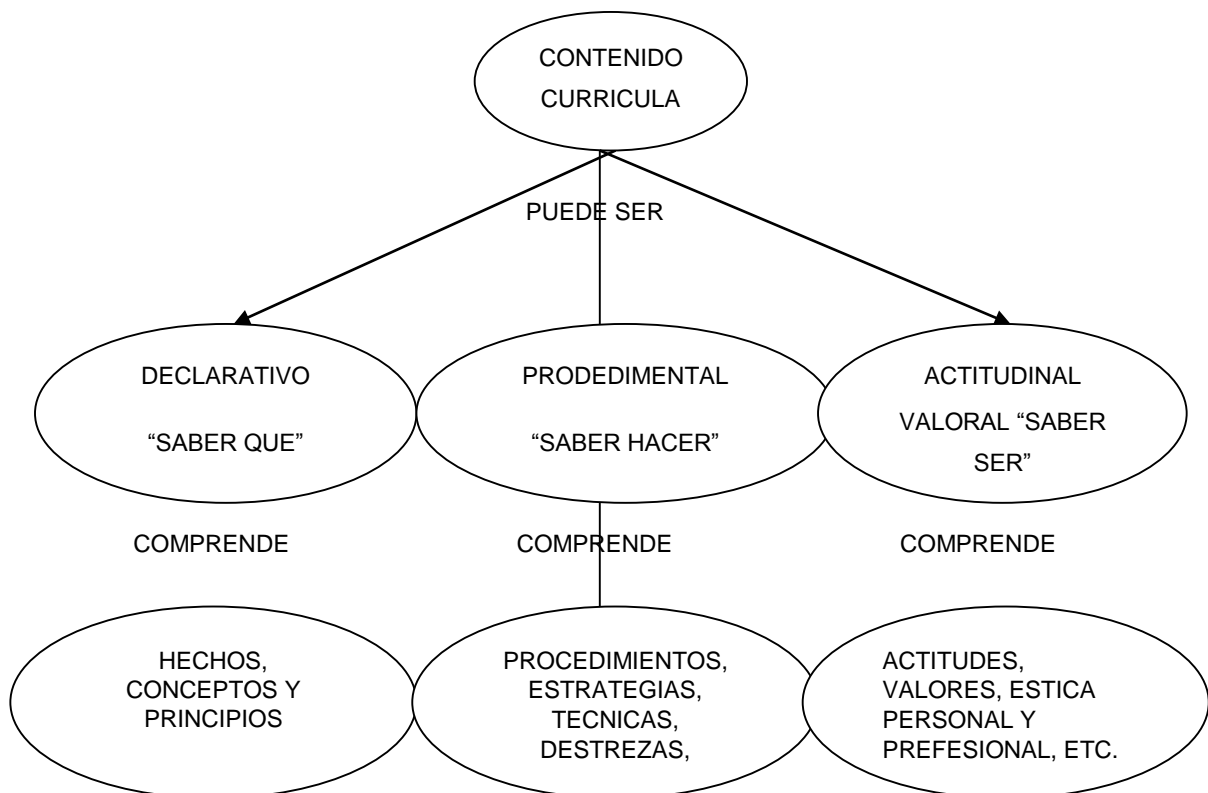 CONTENIDO
CURRICULA
PUEDE SER
DECLARATIVO
“SABER QUE”
PRODEDIMENTAL
“SABER HACER”
ACTITUDINAL
VALORAL “SABER
SER”
COMPRENDE
COMPRENDE
COMPRENDE
HECHOS,
CONCEPTOS Y
PRINCIPIOS
PROCEDIMIENTOS,
ESTRATEGIAS,
TECNICAS,
DESTREZAS,
ACTITUDES,
VALORES, ESTICA
PERSONAL Y
PREFESIONAL, ETC.